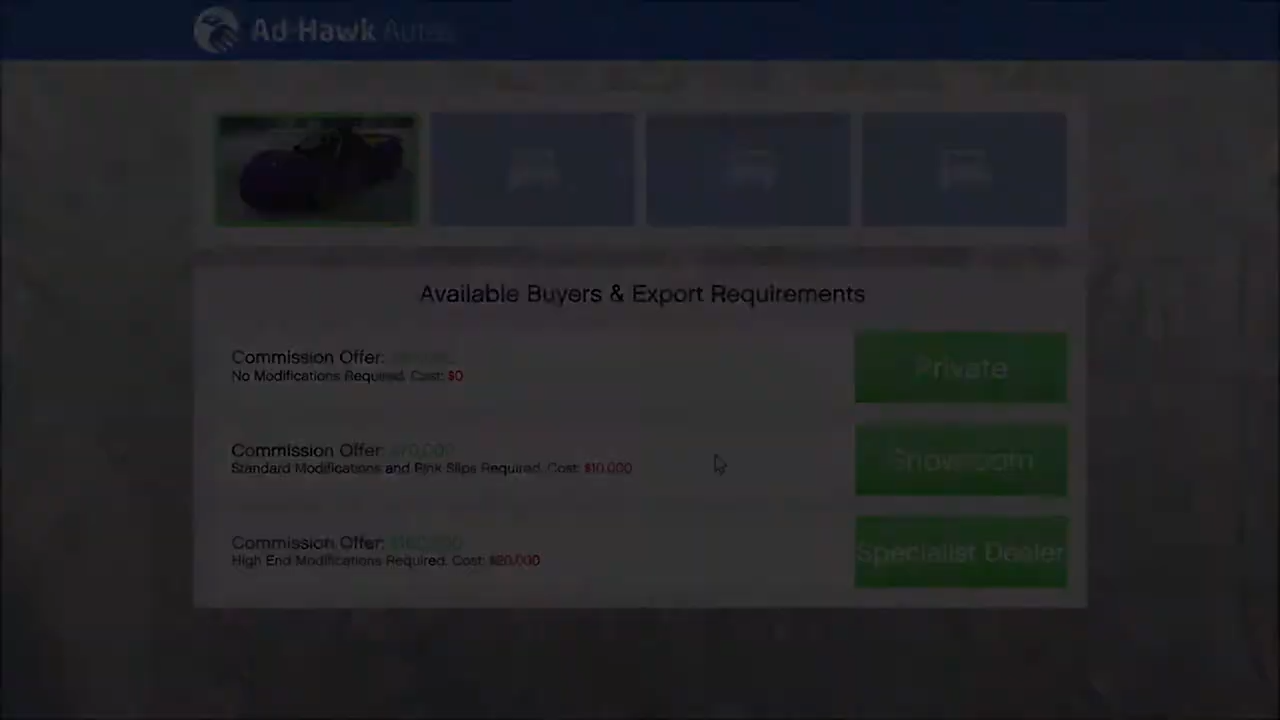 Ad-Hawk Autos
Available Buyers & Export Requirements
Commission Offer:
No Modifications Required. Cost: $0
Private
Commission Offer:
Standard Modifications and Pink Slips Required. Cost: $10,000
Showroom
Commission Offer:
High End Modifications Required. Cost: $20,000
Specialist Dealer